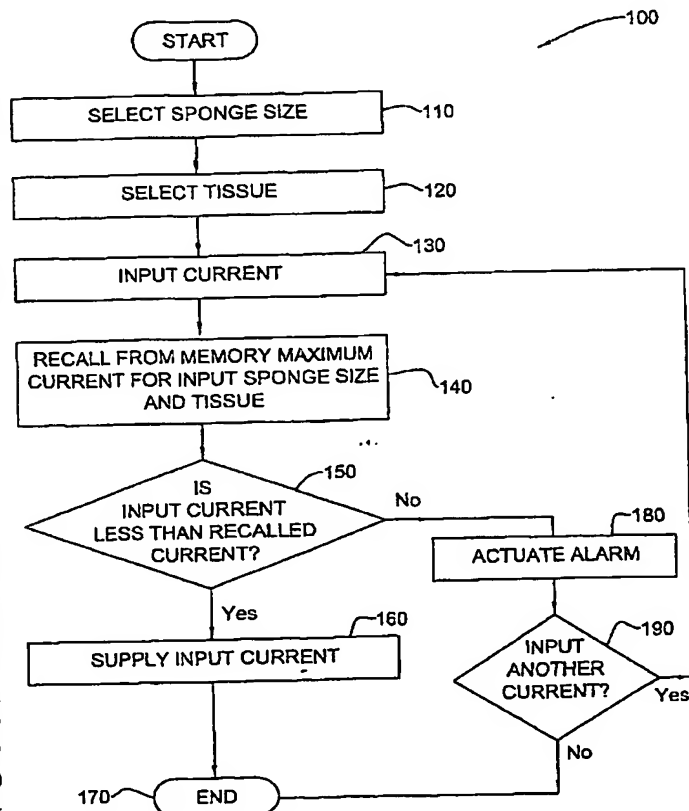 100
START
SELECT SPONGE SIZE
110
SELECT TISSUE
120
130
INPUT CURRENT
RECALL FROM MEMORY MAXIMUM
CURRENT FOR INPUT SPONGE SIZE
AND TISSUE
140
150
IS
INPUT CURRENT
LESS THAN RECALLED
CURRENT?
No
180
ACTUATE ALARM
Yes
160
SUPPLY INPUT CURRENT
190
INPUT
ANOTHER
CURRENT?
Yes
No
170
END